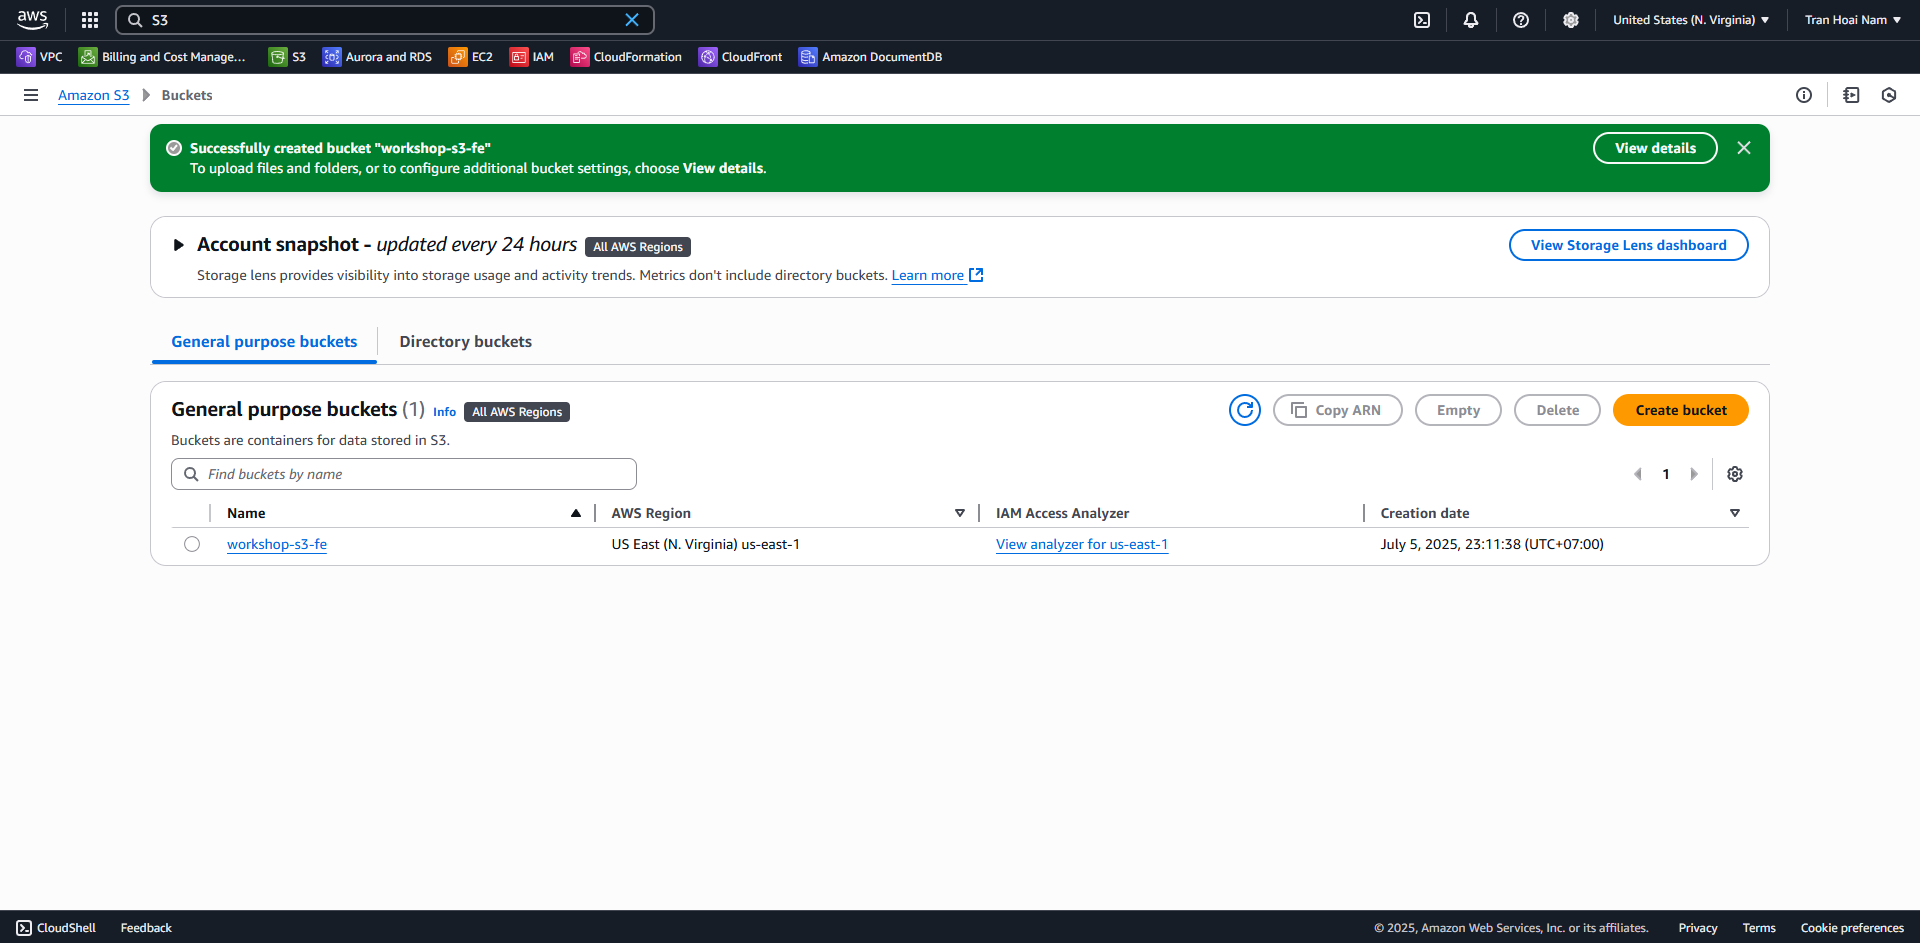 aws
S3
United States (N. Virginia)
Tran Hoai Nam
VPC
Billing and Cost Manage...
S3
Aurora and RDS
EC2
IAM
CloudFormation
CloudFront
Amazon DocumentDB
Amazon S3
Buckets
Successfully created bucket "workshop-s3-fe"
To upload files and folders, or to configure additional bucket settings, choose View details.
View details
Account snapshot - updated every 24 hours All AWS Regions
Storage lens provides visibility into storage usage and activity trends. Metrics don't include directory buckets. Learn more
View Storage Lens dashboard
General purpose buckets
Directory buckets
General purpose buckets (1) Info All AWS Regions
Buckets are containers for data stored in S3.
Copy ARN
Empty
Delete
Create bucket
Find buckets by name
1
Name
AWS Region
IAM Access Analyzer
Creation date
workshop-s3-fe
US East (N. Virginia) us-east-1
View analyzer for us-east-1
July 5, 2025, 23:11:38 (UTC+07:00)
CloudShell
Feedback
© 2025, Amazon Web Services, Inc. or its affiliates.
Privacy
Terms
Cookie preferences